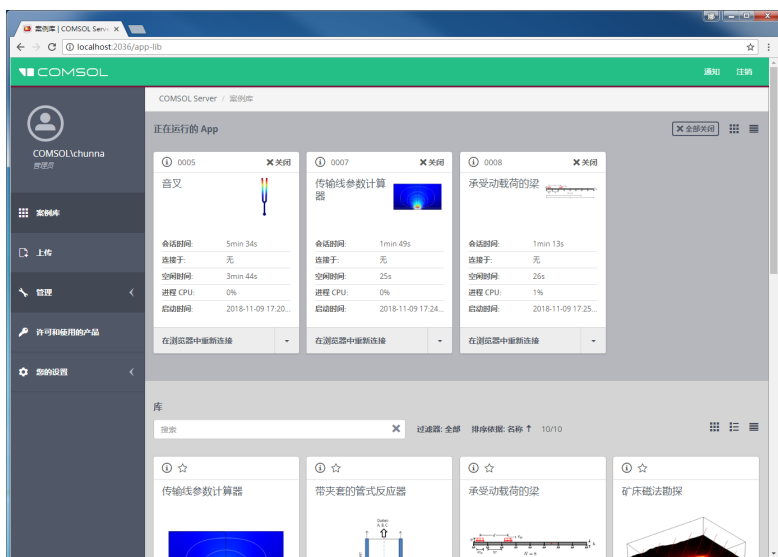 案例库 | COMSOL Serve
localhost:2036/app-lib
COMSOL 通知 注销
COMSOL Server / 案例库
COMSOL\chunna
管理员
案例库
上传
管理
许可和使用的产品
您的设置
正在运行的 App 全部关闭
0005 关闭
音叉
会话时间: 5min 34s
连接于: 无
空闲时间: 3min 44s
进程 CPU: 0%
启动时间: 2018-11-09 17:20...
在浏览器中重新连接
0007 关闭
传输线参数计算器
会话时间: 1min 49s
连接于: 无
空闲时间: 25s
进程 CPU: 0%
启动时间: 2018-11-09 17:24...
在浏览器中重新连接
0008 关闭
承受动载荷的梁
会话时间: 1min 13s
连接于: 无
空闲时间: 26s
进程 CPU: 1%
启动时间: 2018-11-09 17:25...
在浏览器中重新连接
库
搜索 过滤器: 全部 排序依据: 名称 10/10
传输线参数计算器
带夹套的管式反应器
承受动载荷的梁
矿床磁法勘探